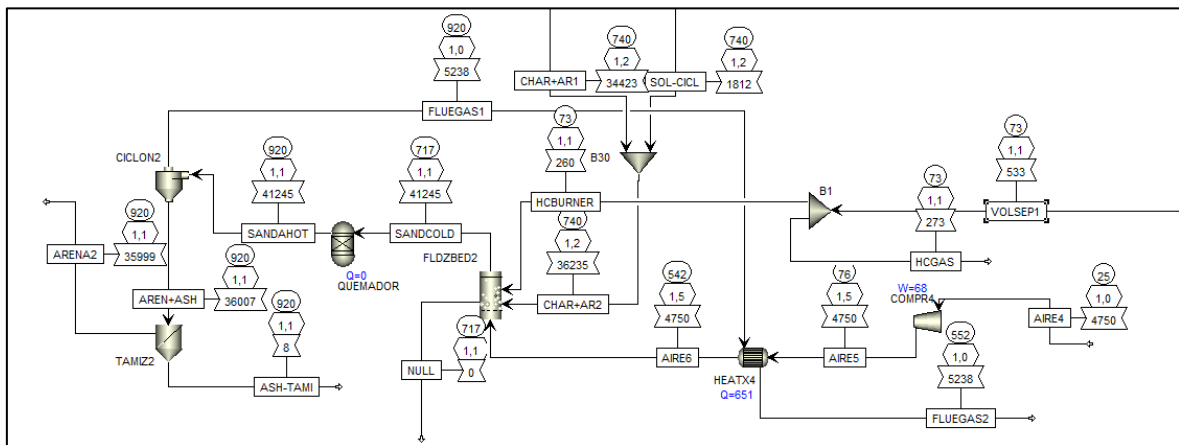 920
1,0
5238
FLUEGAS1
740
1,2
34423
CHAR+AR1
740
1,2
1812
SOL-CICL
73
1,1
260
B30
HCBURNER
73
1,1
533
VOLSEP1
73
1,1
273
B1
HCGAS
CICLON2
920
1,1
41245
SANDAHOT
717
1,1
41245
SANDCOLD
Q=0
QUEMADOR
FLDZBED2
740
1,2
36235
CHAR+AR2
920
1,1
35999
ARENA2
920
1,1
36007
AREN+ASH
920
1,1
8
ASH-TAMI
TAMIZ2
717
1,1
0
NULL
542
1,5
4750
AIRE6
76
1,5
4750
AIRE5
W=68
COMPR4
25
1,0
4750
AIRE4
HEATX4
Q=651
552
1,0
5238
FLUEGAS2